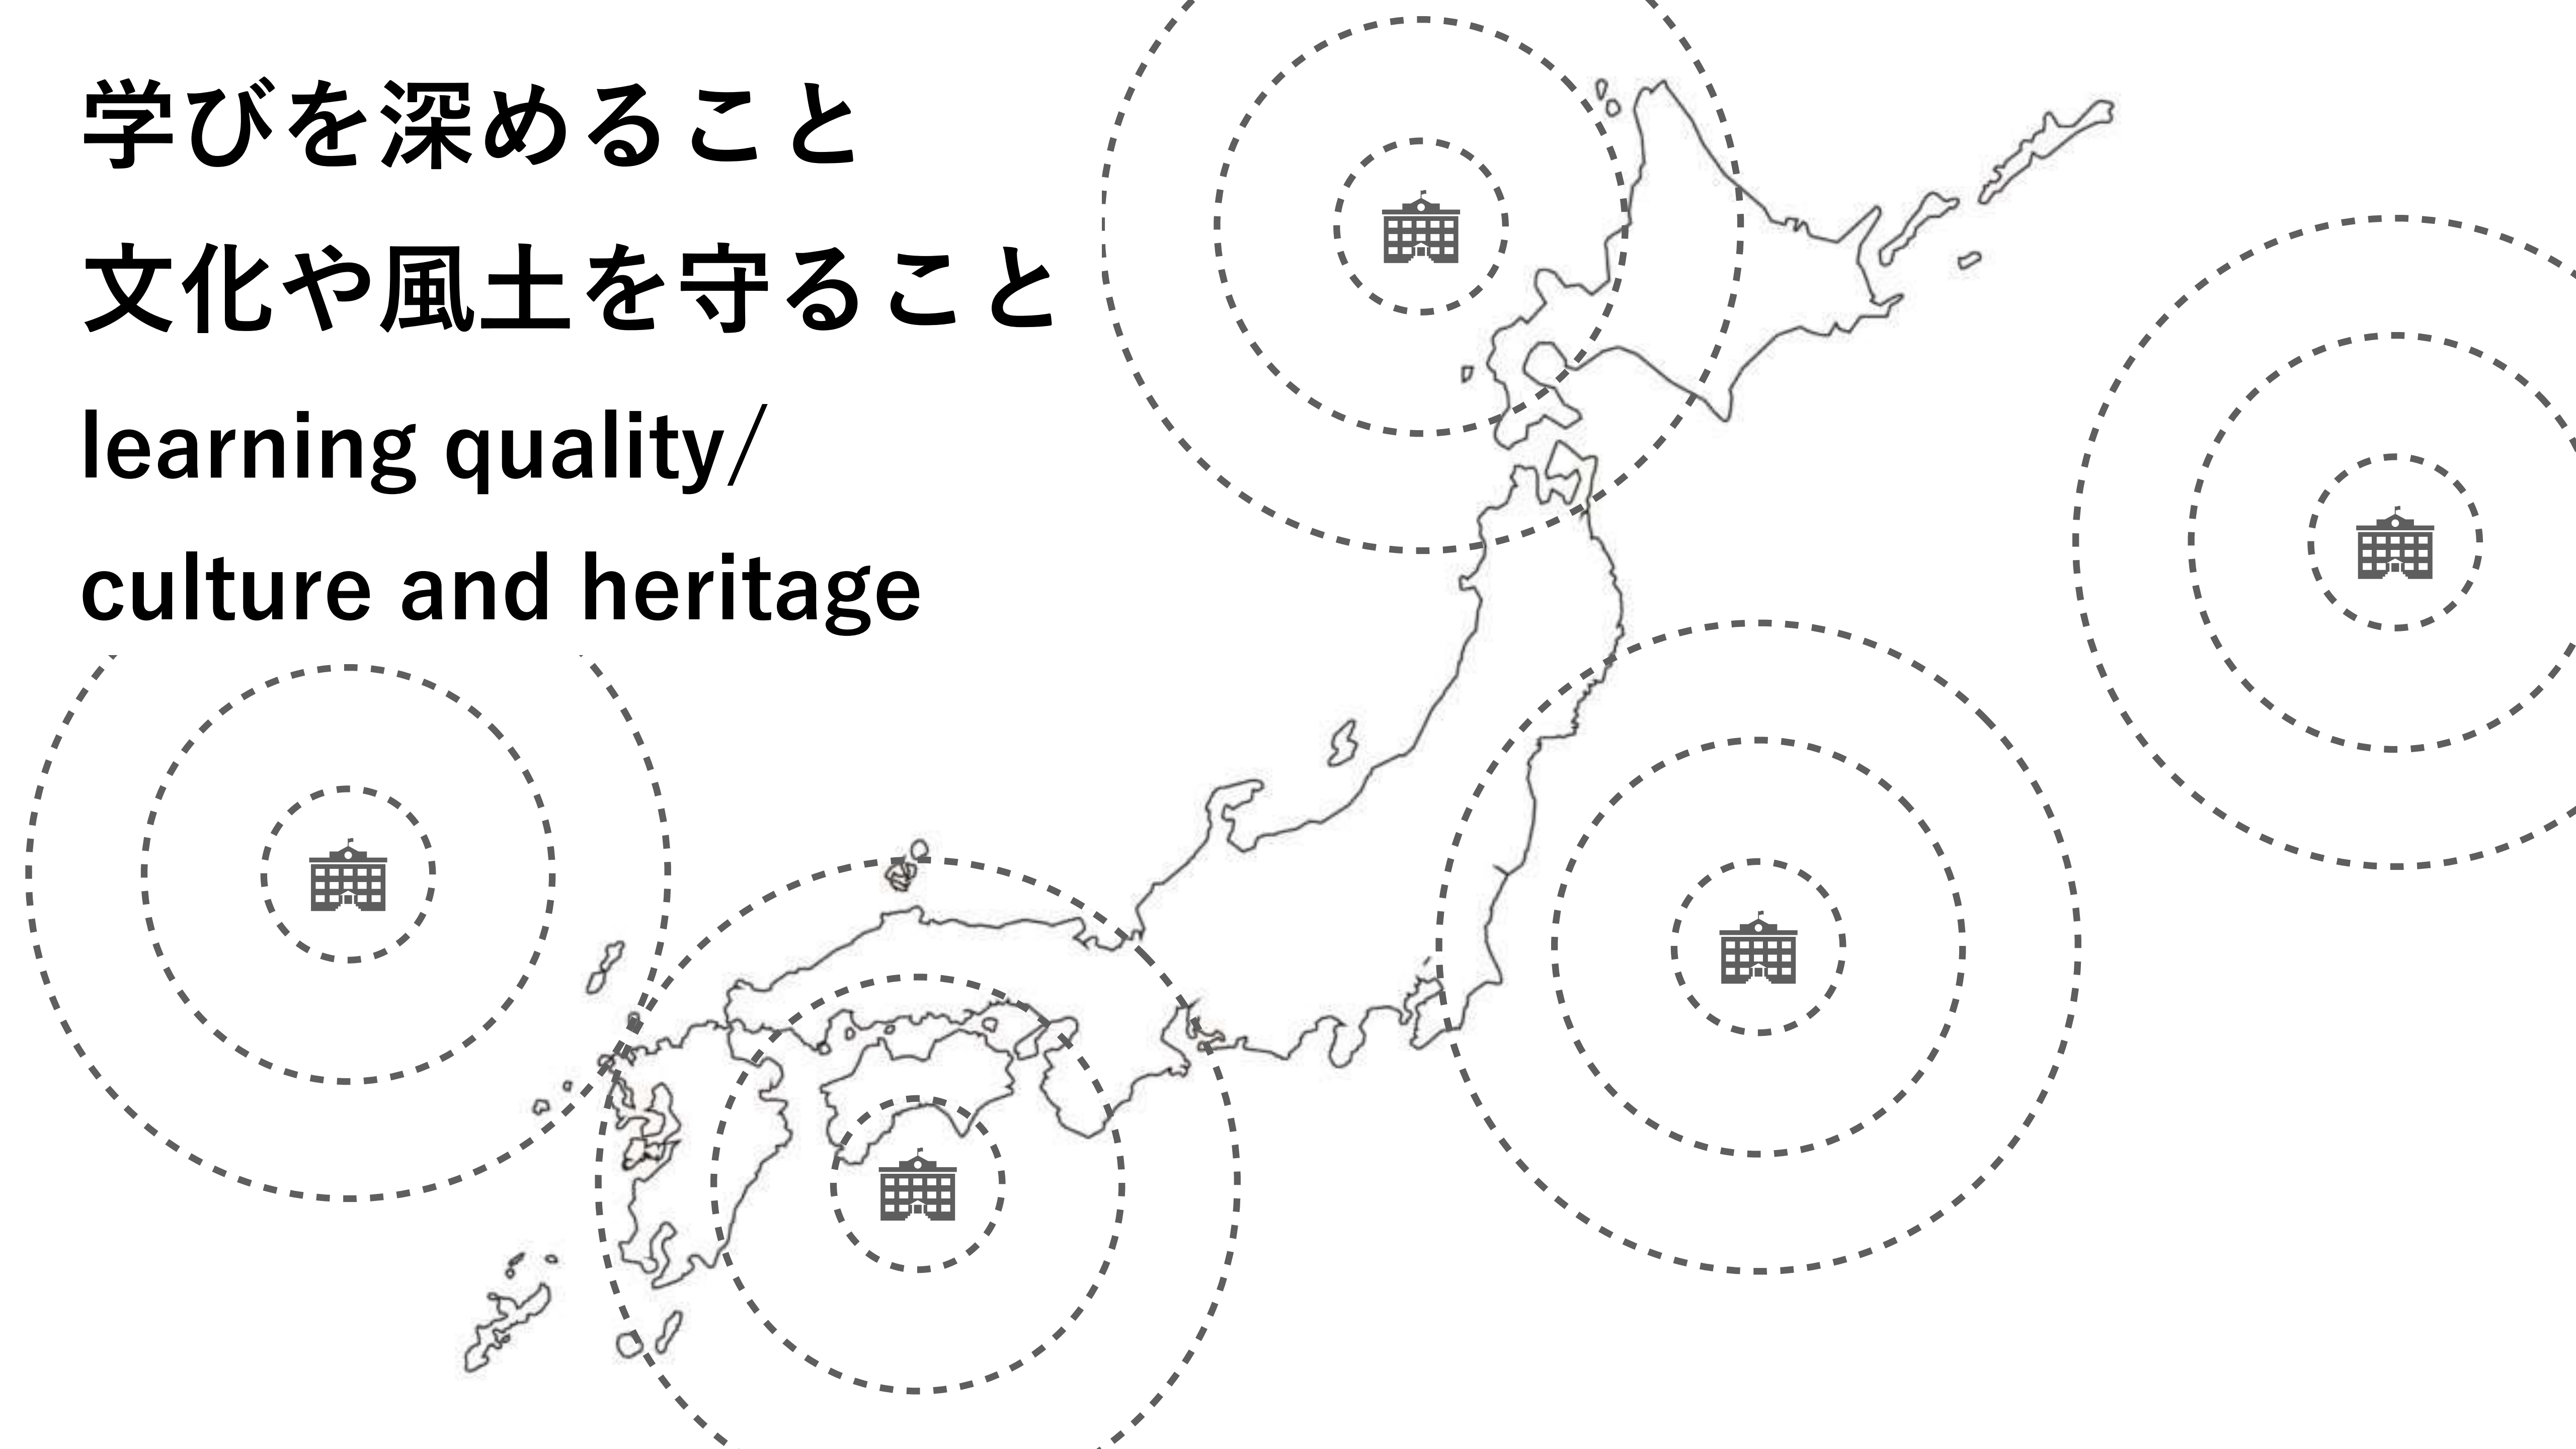 学びを深めること
文化や風土を守ること
learning quality/
culture and heritage